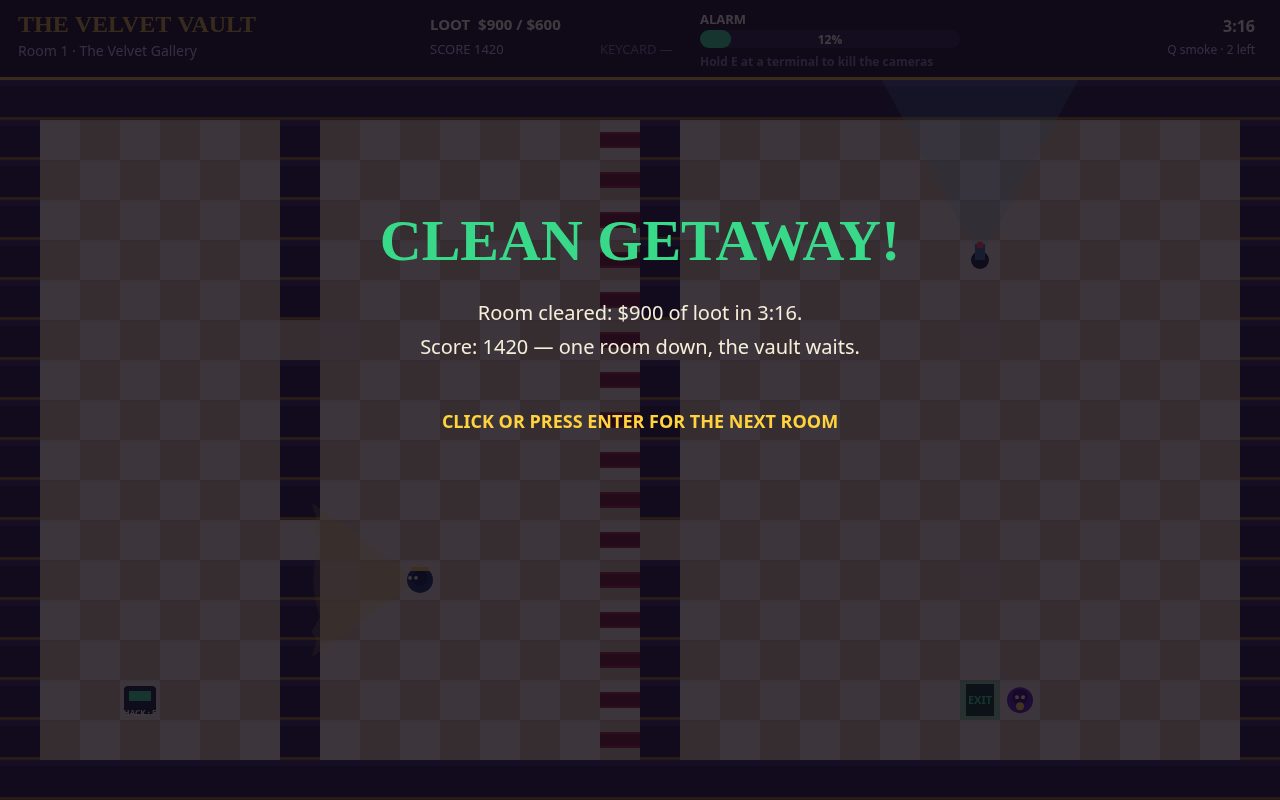 THE VELVET VAULT
Room 1 · The Velvet Gallery
LOOT $900 / $600
SCORE 1420
KEYCARD —
ALARM
12%
Hold E at a terminal to kill the cameras
3:16
Q smoke · 2 left
CLEAN GETAWAY!
Room cleared: $900 of loot in 3:16.
Score: 1420 — one room down, the vault waits.
CLICK OR PRESS ENTER FOR THE NEXT ROOM
EXIT